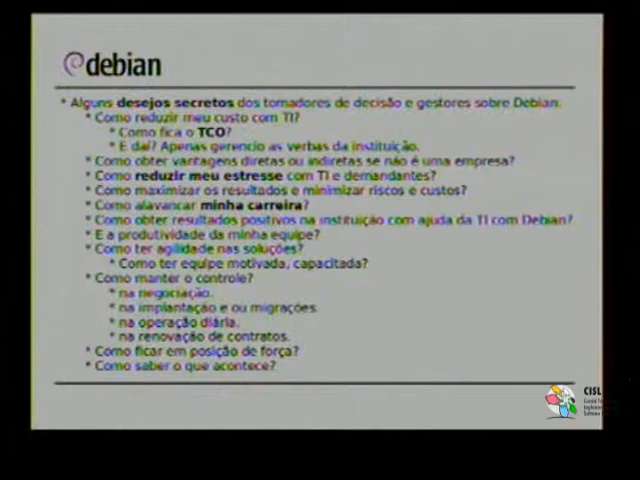 debian
* Alguns desejos secretos dos tomadores de decisão e gestores sobre Debian:
* Como reduzir meu custo com TI?
* Como fica o TCO?
* E daí? Apenas gerencio as verbas da instituição.
* Como obter vantagens diretas ou indiretas se não é uma empresa?
* Como reduzir meu estresse com TI e demandantes?
* Como maximizar os resultados e minimizar riscos e custos?
* Como alavancar minha carreira?
* Como obter resultados positivos na instituição com ajuda da TI com Debian?
* E a produtividade da minha equipe?
* Como ter agilidade nas soluções?
* Como ter equipe motivada, capacitada?
* Como manter o controle?
* na negociação.
* na implantação e ou migrações.
* na operação diária.
* na renovação de contratos.
* Como ficar em posição de força?
* Como saber o que acontece?
CISL
Software